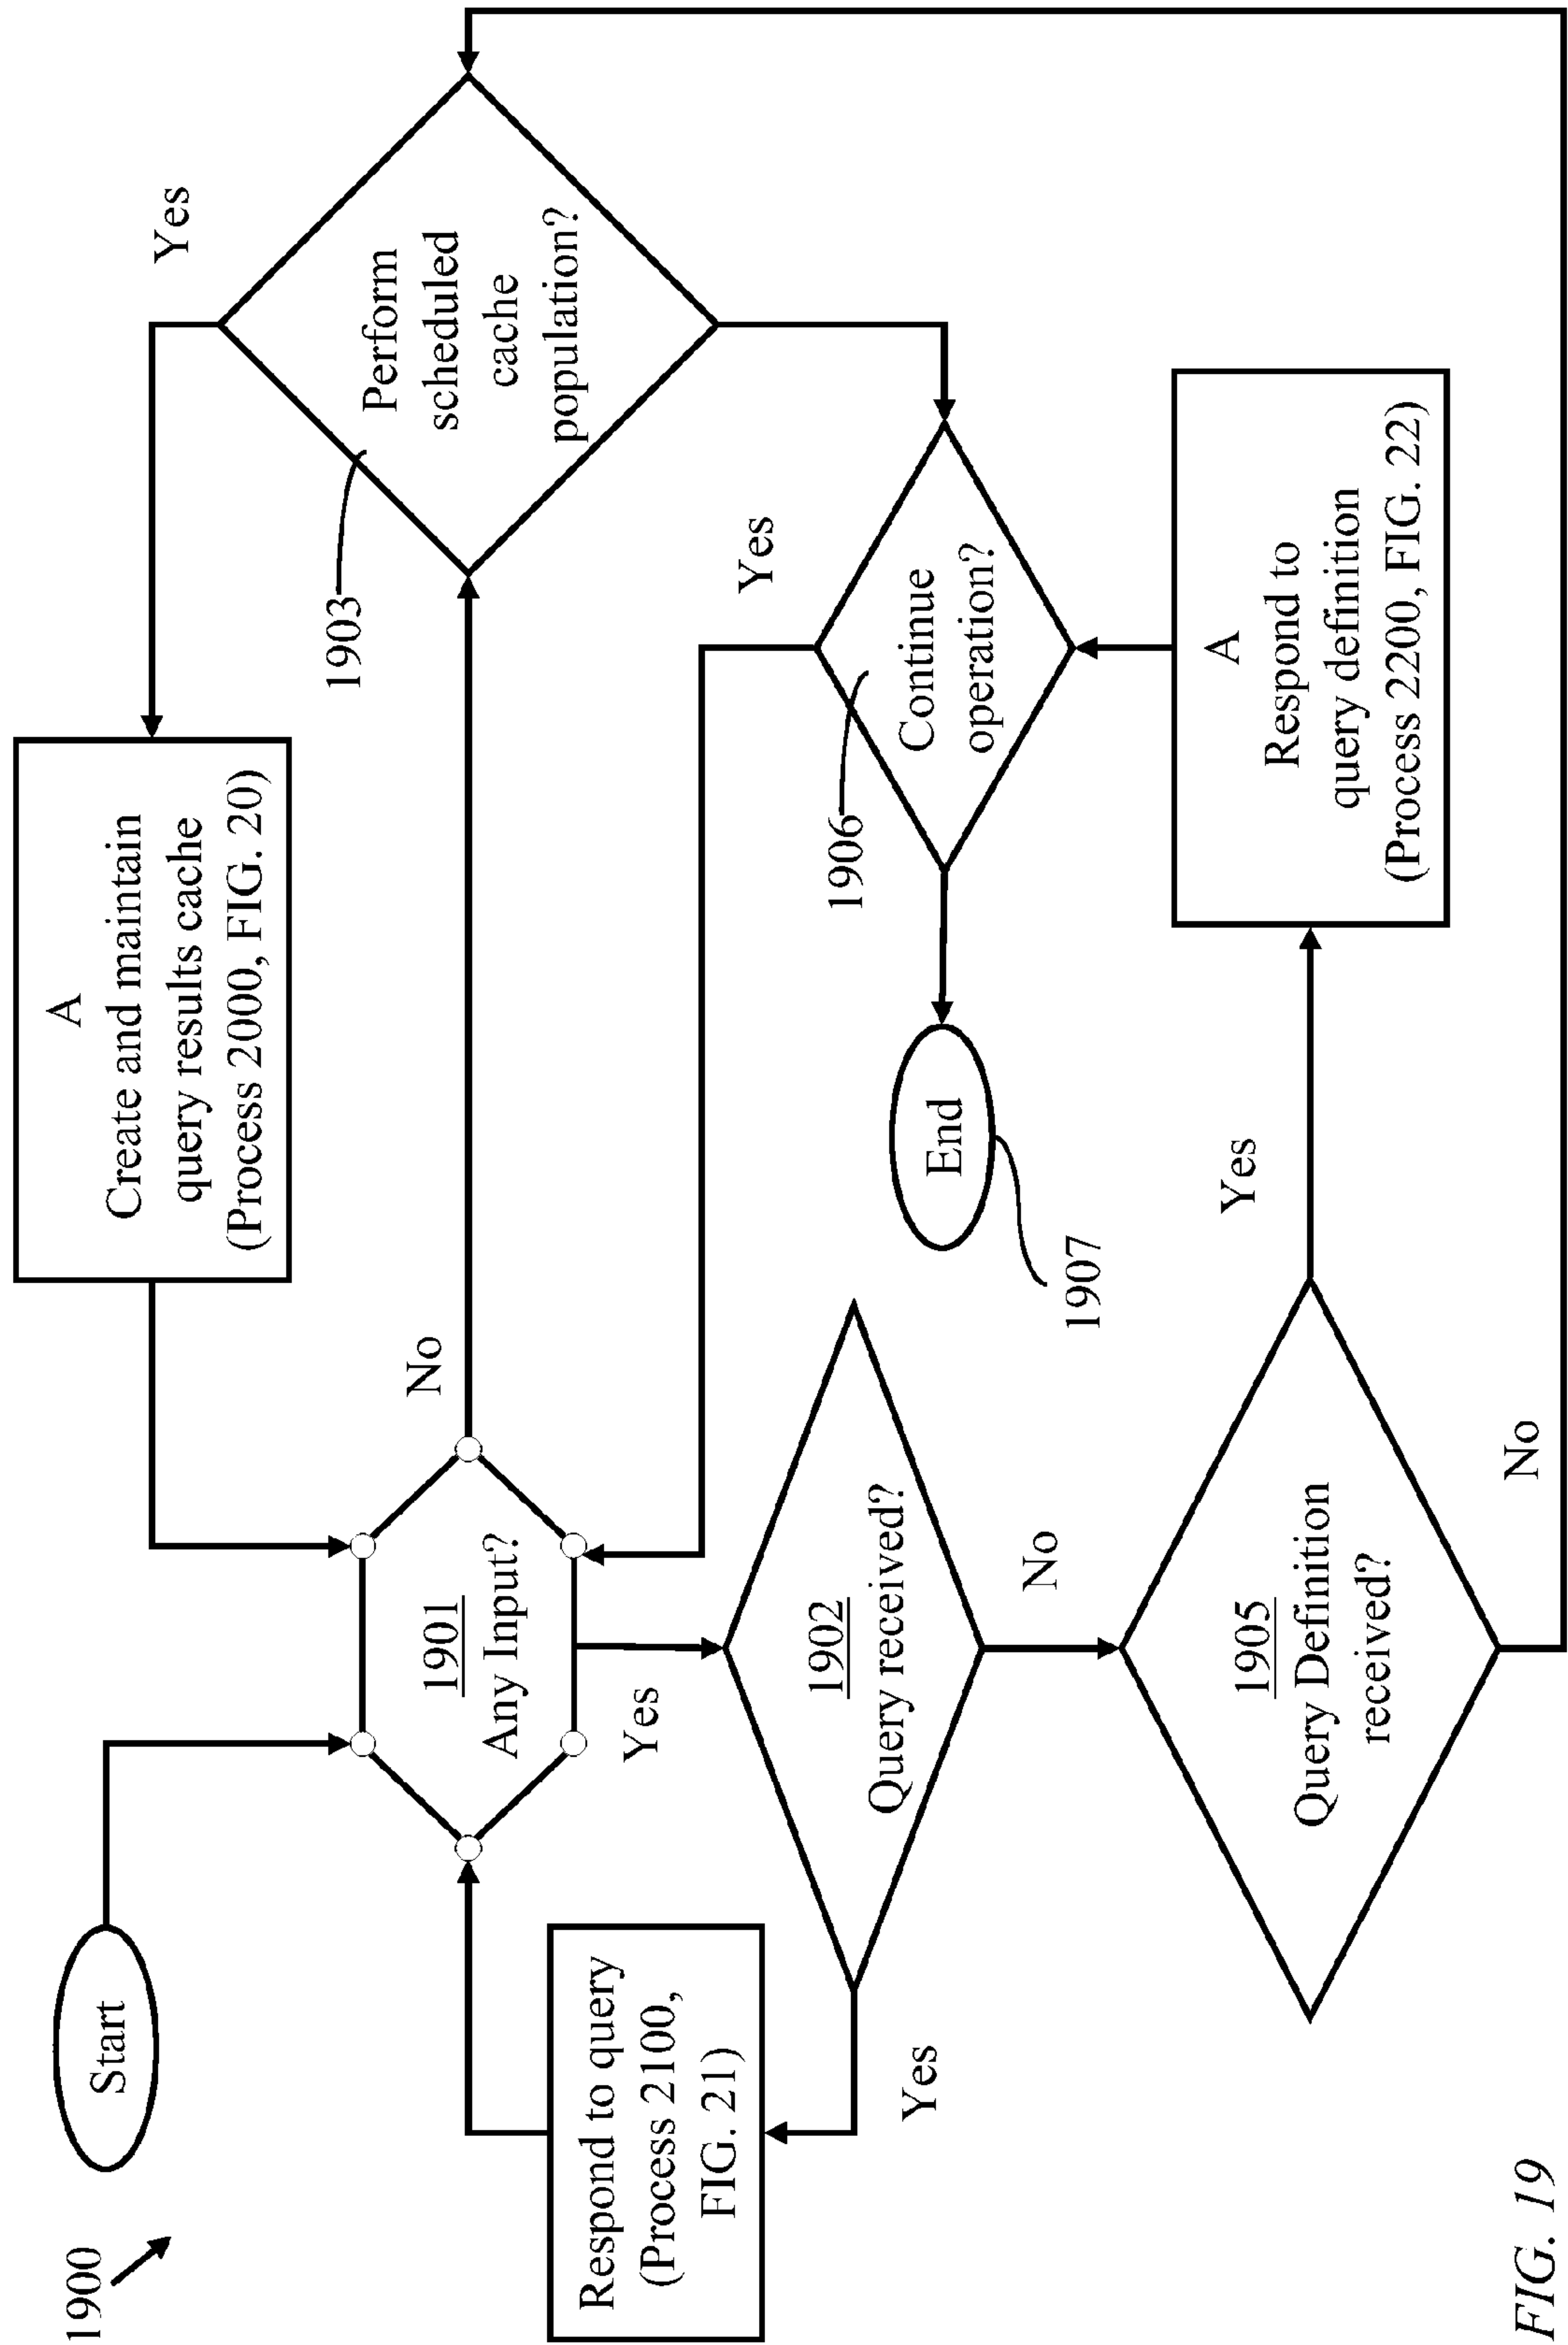 1900
Start
A
Create and maintain
query results cache
(Process 2000, FIG. 20)
Yes
1903
Perform
scheduled
cache
population?
No
1901
Any Input?
Yes
Respond to query
(Process 2100,
FIG. 21)
Yes
1902
Query received?
No
Yes
1906
Continue
operation?
End
1907
1905
Query Definition
received?
Yes
No
A
Respond to
query definition
(Process 2200, FIG. 22)
FIG. 19